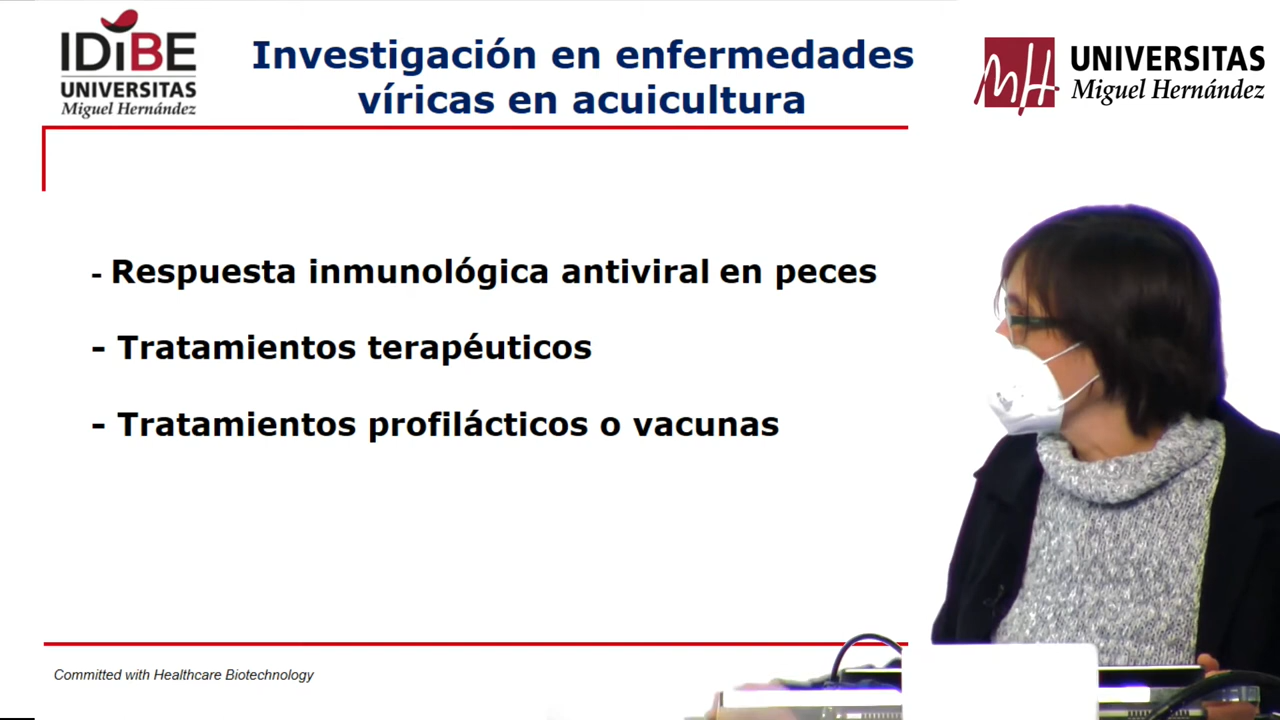 IDiBE
UNIVERSITAS
Miguel Hernández
Investigación en enfermedades
víricas en acuicultura
MH
UNIVERSITAS
Miguel Hernández
- Respuesta inmunológica antiviral en peces
- Tratamientos terapéuticos
- Tratamientos profilácticos o vacunas
Committed with Healthcare Biotechnology